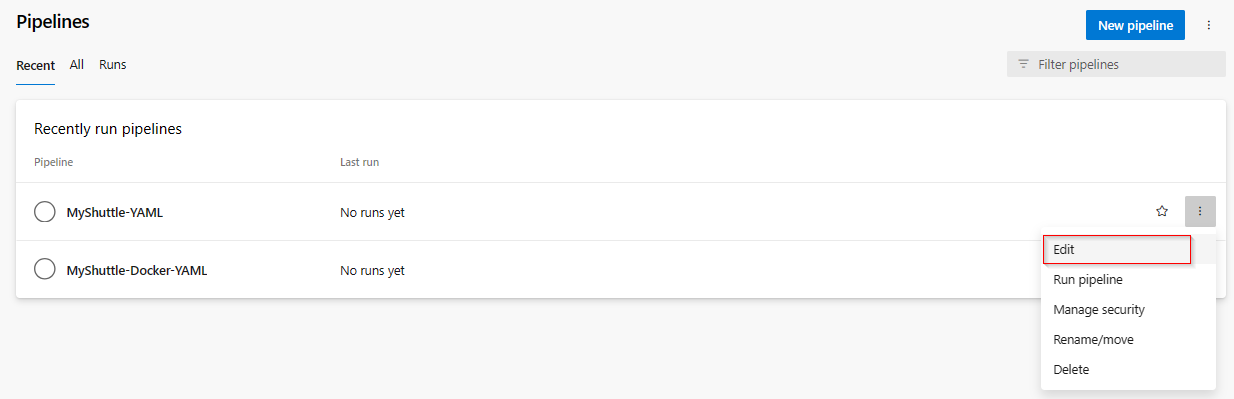 Pipelines
New pipeline
Recent All Runs
Filter pipelines
Recently run pipelines
Pipeline Last run
MyShuttle-YAML No runs yet
Edit
MyShuttle-Docker-YAML No runs yet
Run pipeline
Manage security
Rename/move
Delete